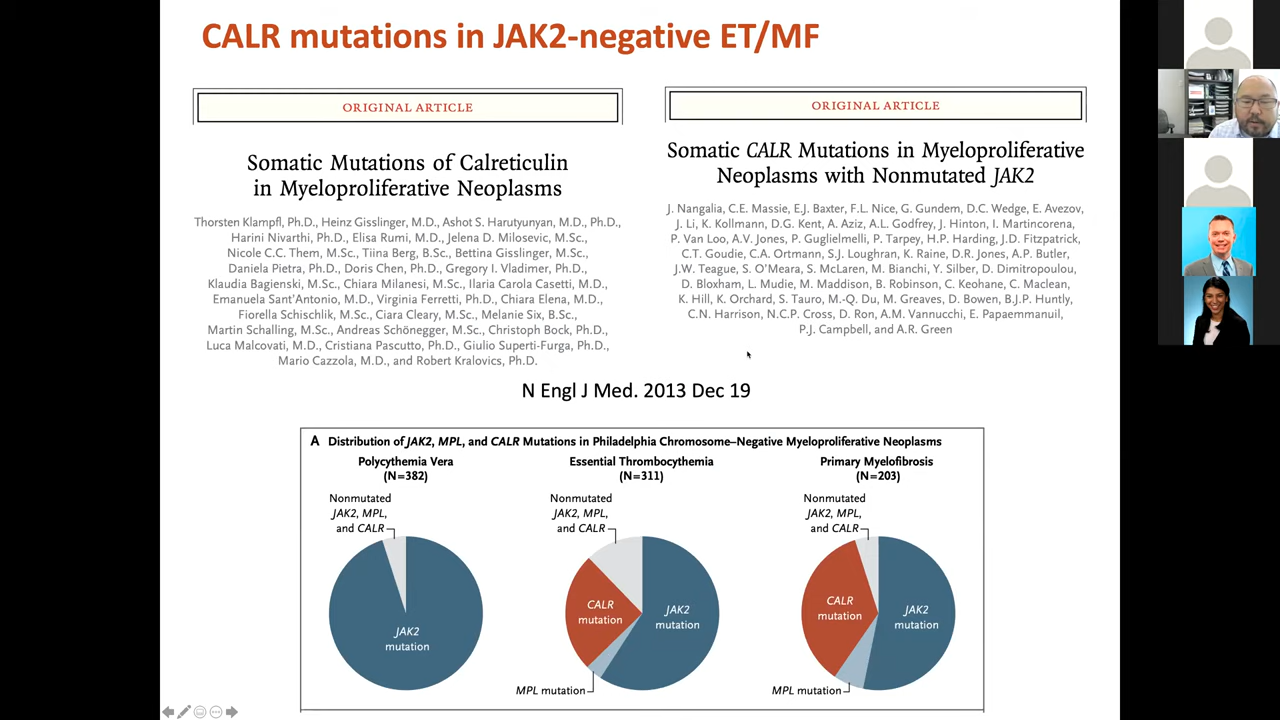 CALR mutations in JAK2-negative ET/MF
ORIGINAL ARTICLE
Somatic Mutations of Calreticulin
in Myeloproliferative Neoplasms
Thorsten Klampfl, Ph.D., Heinz Gisslinger, M.D., Ashot S. Harutyunyan, M.D., Ph.D.,
Harini Nivarthi, Ph.D., Elisa Rumi, M.D., Jelena D. Milosevic, M.Sc.,
Nicole C.C. Them, M.Sc., Tiina Berg, B.Sc., Bettina Gisslinger, M.Sc.,
Daniela Pietra, Ph.D., Doris Chen, Ph.D., Gregory I. Vladimer, Ph.D.,
Klaudia Bagienski, M.Sc., Chiara Milanesi, M.Sc., Ilaria Carola Casetti, M.D.,
Emanuela Sant'Antonio, M.D., Virginia Ferretti, Ph.D., Chiara Elena, M.D.,
Fiorella Schischlik, M.Sc., Ciara Cleary, M.Sc., Melanie Six, B.Sc.,
Martin Schalling, M.Sc., Andreas Schönegger, M.Sc., Christoph Bock, Ph.D.,
Luca Malcovati, M.D., Cristiana Pascutto, Ph.D., Giulio Superti-Furga, Ph.D.,
Mario Cazzola, M.D., and Robert Kralovics, Ph.D.
ORIGINAL ARTICLE
Somatic CALR Mutations in Myeloproliferative
Neoplasms with Nonmutated JAK2
J. Nangalia, C.E. Massie, E.J. Baxter, F.L. Nice, G. Gundem, D.C. Wedge, E. Avezov,
J. Li, K. Kollmann, D.G. Kent, A. Aziz, A.L. Godfrey, J. Hinton, I. Martincorena,
P. Van Loo, A.V. Jones, P. Guglielmelli, P. Tarpey, H.P. Harding, J.D. Fitzpatrick,
C.T. Goudie, C.A. Ortmann, S.J. Loughran, K. Raine, D.R. Jones, A.P. Butler,
J.W. Teague, S. O'Meara, S. McLaren, M. Bianchi, Y. Silber, D. Dimitropoulou,
D. Bloxham, L. Mudie, M. Maddison, B. Robinson, C. Keohane, C. Maclean,
K. Hill, K. Orchard, S. Tauro, M.-Q. Du, M. Greaves, D. Bowen, B.J.P. Huntly,
C.N. Harrison, N.C.P. Cross, D. Ron, A.M. Vannucchi, E. Papaemmanuil,
P.J. Campbell, and A.R. Green
N Engl J Med. 2013 Dec 19
A Distribution of JAK2, MPL, and CALR Mutations in Philadelphia Chromosome–Negative Myeloproliferative Neoplasms
Polycythemia Vera
(N=382)
Nonmutated
JAK2, MPL,
and CALR
JAK2
mutation
Essential Thrombocythemia
(N=311)
Nonmutated
JAK2, MPL,
and CALR
CALR
mutation
JAK2
mutation
MPL mutation
Primary Myelofibrosis
(N=203)
Nonmutated
JAK2, MPL,
and CALR
CALR
mutation
JAK2
mutation
MPL mutation